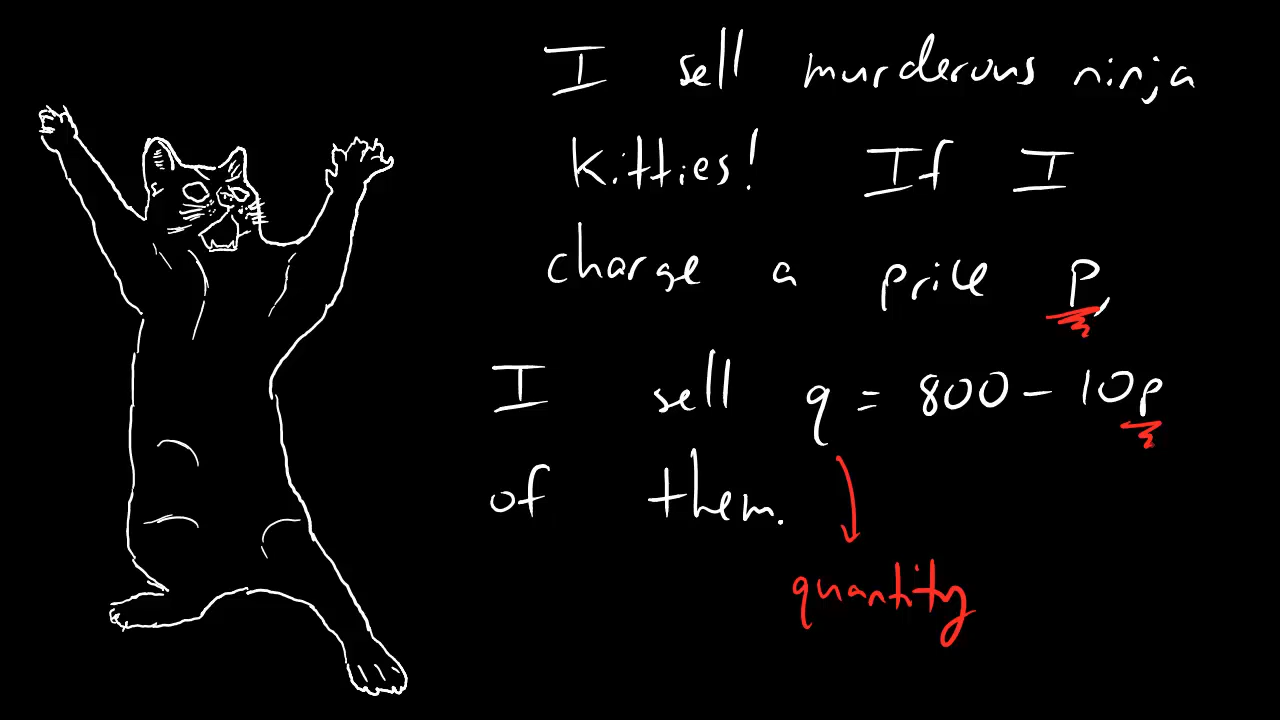 I sell murderous ninja
kitties! If I
charge a price p,
I sell q = 800 - 10p
of them.
quantity